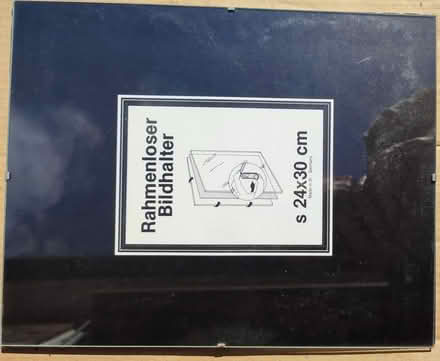 Rahmenloser
Bildhalter
s 24x30 cm